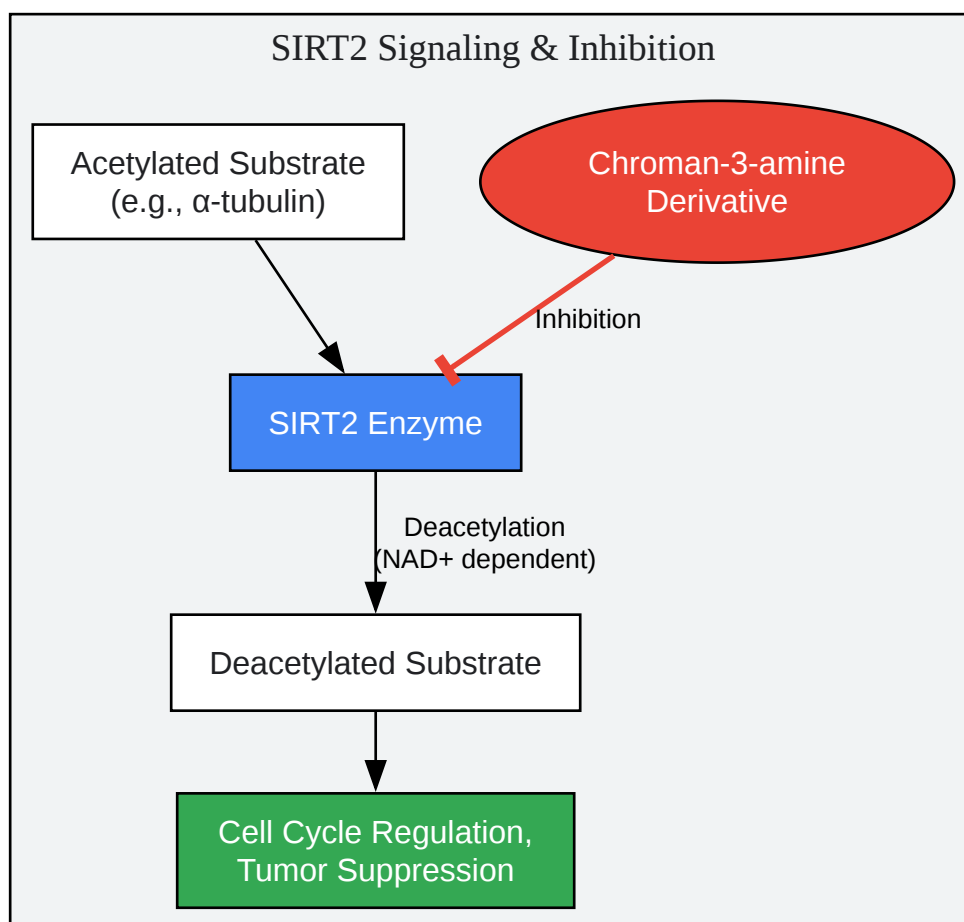 SIRT2 Signaling & Inhibition
Acetylated Substrate
(e.g., α-tubulin)
Chroman-3-amine
Derivative
Inhibition
SIRT2 Enzyme
Deacetylation
(NAD+ dependent)
Deacetylated Substrate
Cell Cycle Regulation,
Tumor Suppression